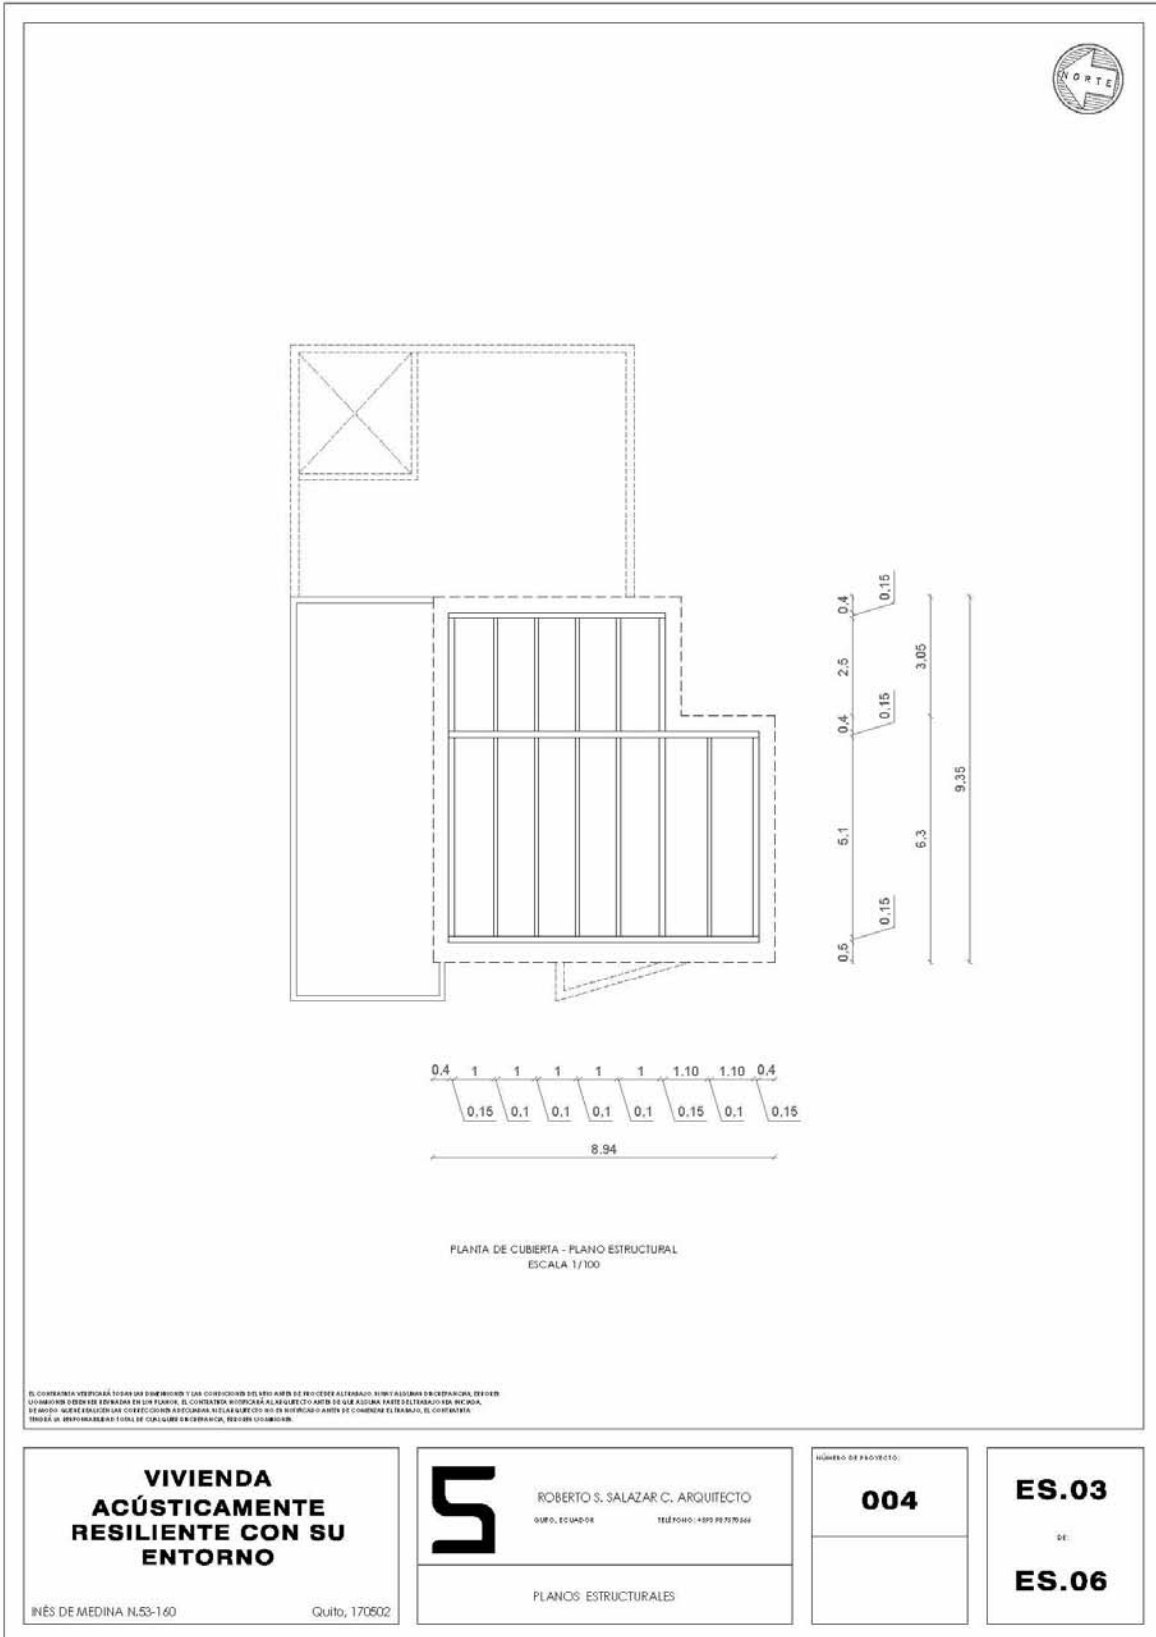 NORTE
0,4
0,15
2.5
3,05
0,4
0,15
9,35
5.1
6,3
0,15
0,5
0,4 1 1 1 1 1 1.10 1.10 0,4
0,15 0,1 0,1 0,1 0,1 0,15 0,1 0,15
8.94
PLANTA DE CUBIERTA - PLANO ESTRUCTURAL
ESCALA 1/100
VIVIENDA
ACÚSTICAMENTE
RESILIENTE CON SU
ENTORNO
INÉS DE MEDINA N.53-160 Quito, 170502
ROBERTO S. SALAZAR C. ARQUITECTO
QUITO, ECUADOR
PLANOS ESTRUCTURALES
NÚMERO DE PROYECTO:
004
ES.03
DE:
ES.06